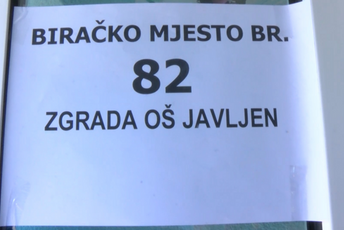 BIRAČKO MJESTO BR.
82
ZGRADA OŠ JAVLJEN